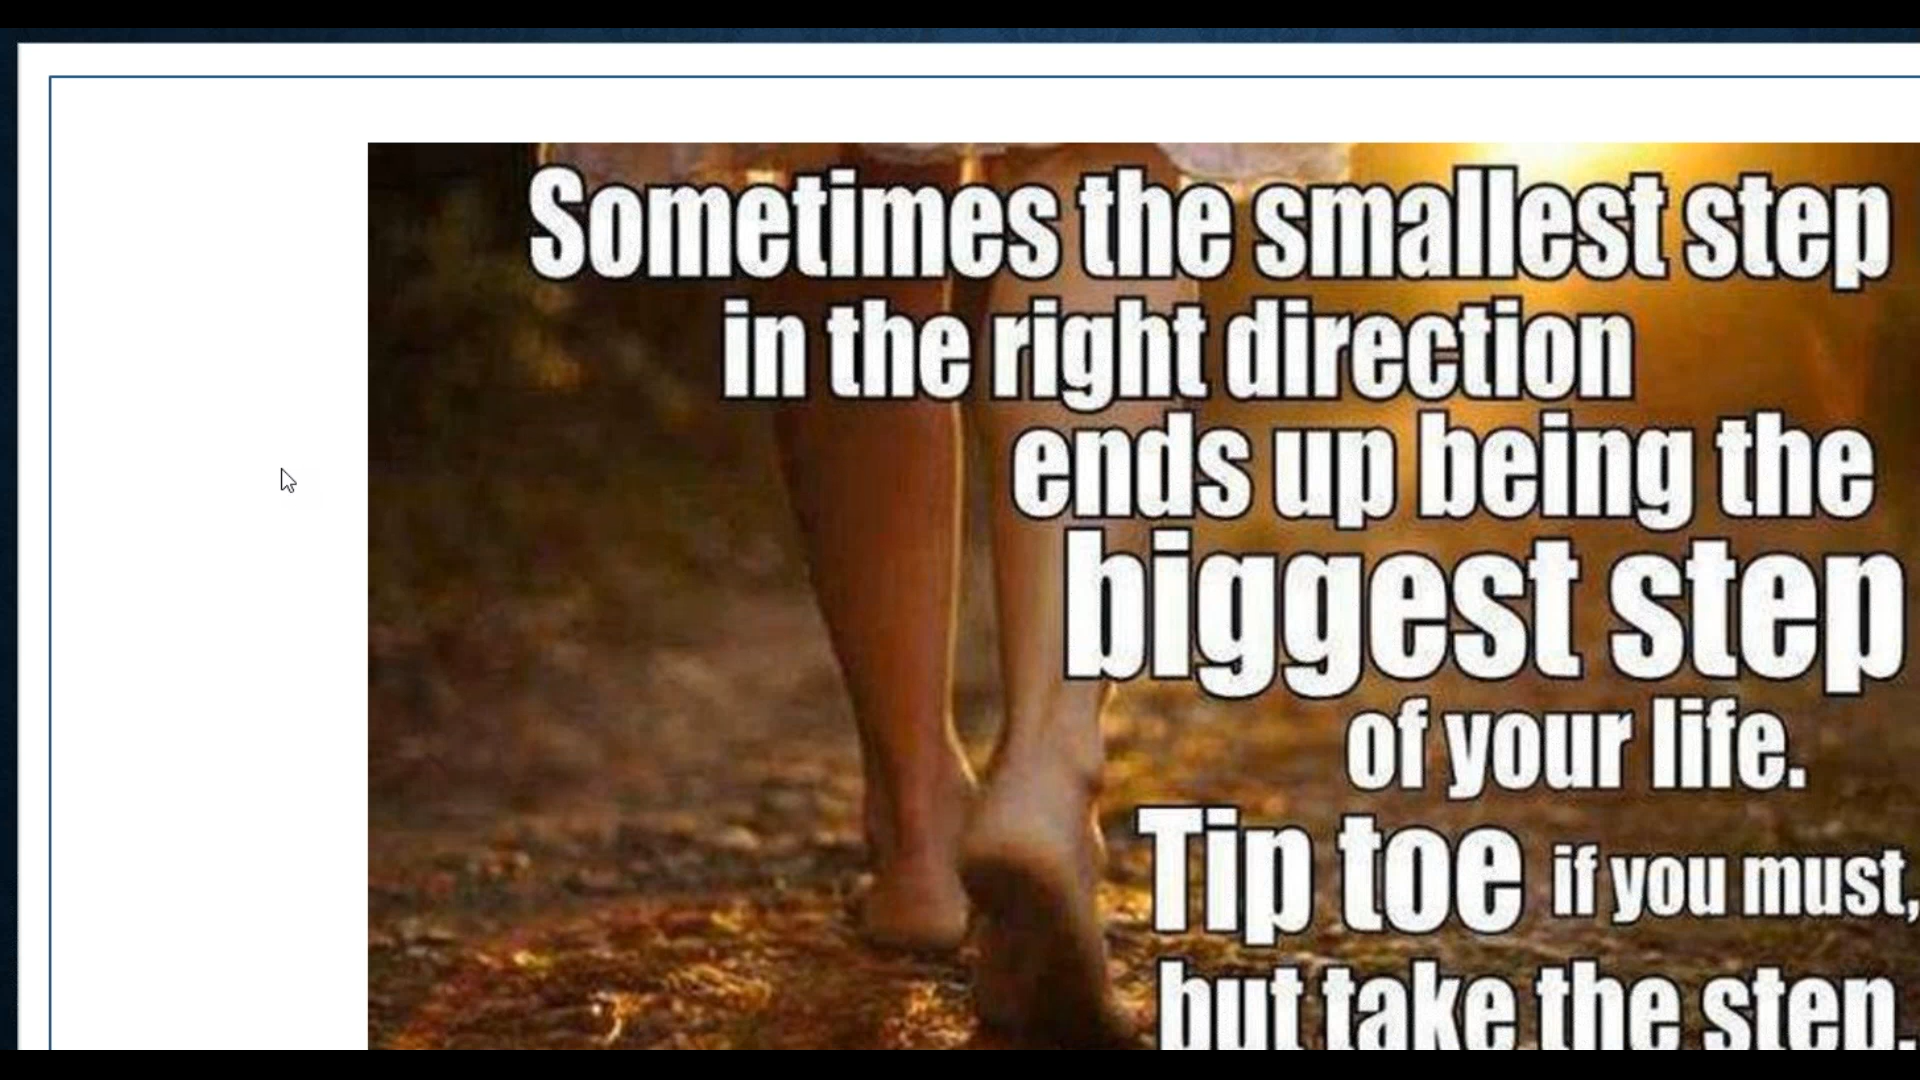 Sometimes the smallest step
in the right direction
ends up being the
biggest step
of your life.
Tip toe if you must,
but take the step.